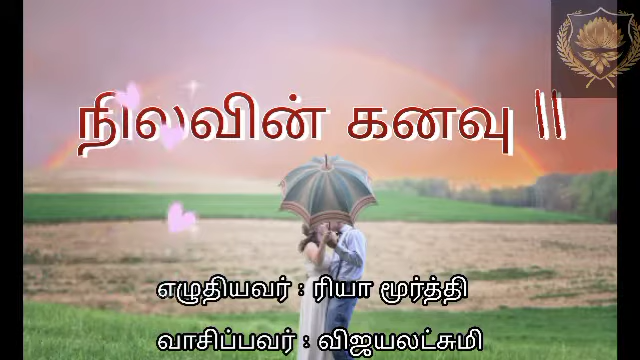 நிலவின் கனவு II
எழுதியவர் : ரியா மூர்த்தி
வாசிப்பவர் : விஜயலட்சுமி